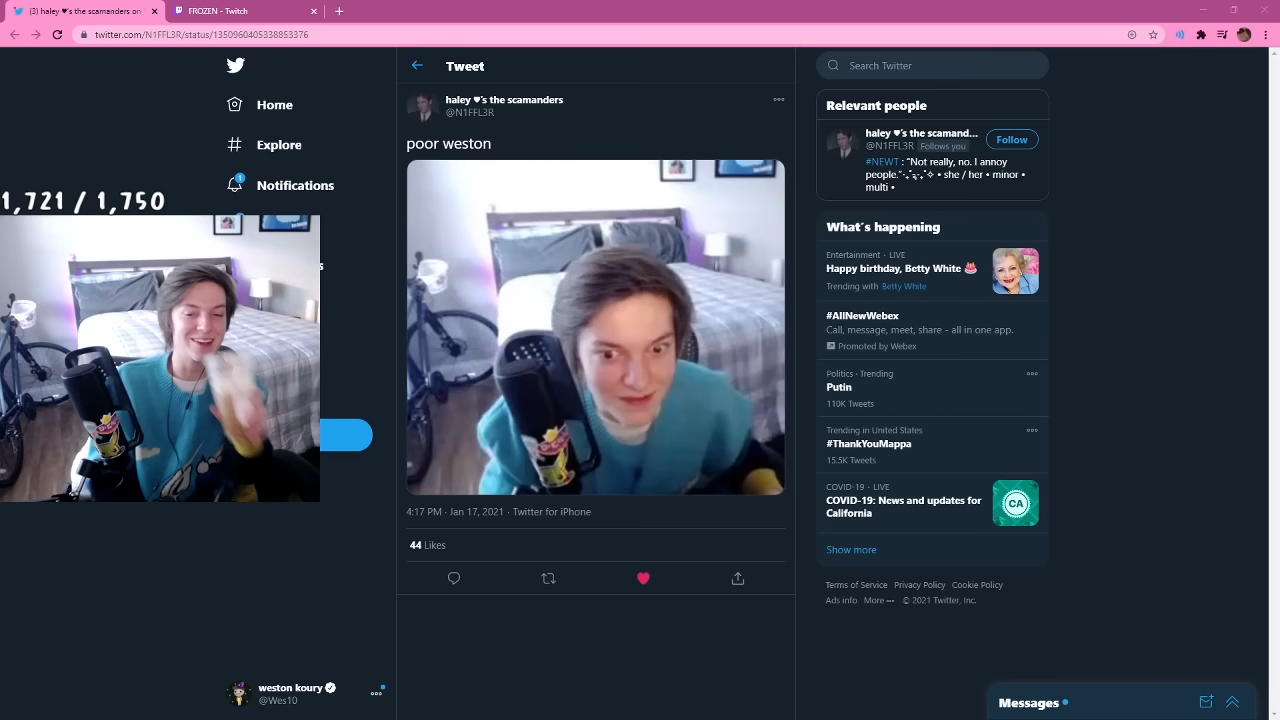 (3) haley ♥'s the scamanders on
FROZEN - Twitch
twitter.com/N1FFL3R/status/1350960405338853376
Home
Explore
1
Notifications
1,721 / 1,750
s
weston koury
@Wes10
Tweet
haley ♥'s the scamanders
@N1FFL3R
poor weston
4:17 PM · Jan 17, 2021 · Twitter for iPhone
44 Likes
Search Twitter
Relevant people
haley ♥'s the scamand...
@N1FFL3R Follows you
Follow
#NEWT : "Not really, no. I annoy
people." • she / her • minor •
multi •
What's happening
Entertainment · LIVE
Happy birthday, Betty White 🎂
Trending with Betty White
#AllNewWebex
Call, message, meet, share - all in one app.
Promoted by Webex
Politics · Trending
Putin
110K Tweets
Trending in United States
#ThankYouMappa
15.5K Tweets
COVID-19 · LIVE
COVID-19: News and updates for
California
CA
Show more
Terms of Service Privacy Policy Cookie Policy
Ads info More ••• © 2021 Twitter, Inc.
Messages